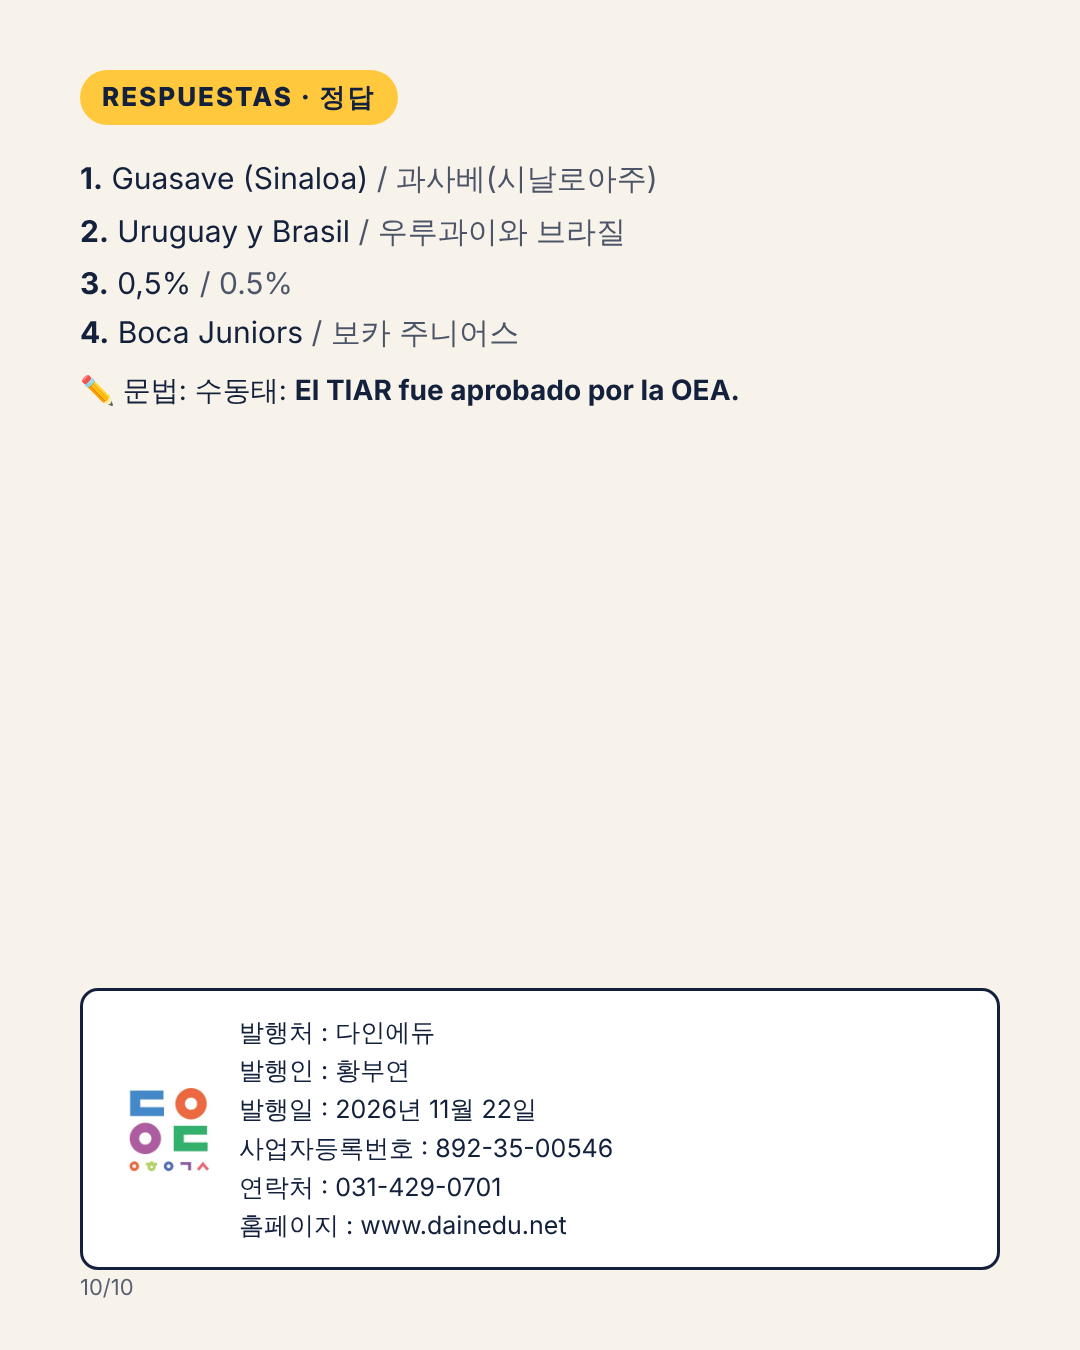 RESPUESTAS · 정답
1. Guasave (Sinaloa) / 과사베(시날로아주)
2. Uruguay y Brasil / 우루과이와 브라질
3. 0,5% / 0.5%
4. Boca Juniors / 보카 주니어스
✏️ 문법: 수동태: El TIAR fue aprobado por la OEA.
발행처 : 다인에듀
발행인 : 황부연
발행일 : 2026년 11월 22일
사업자등록번호 : 892-35-00546
연락처 : 031-429-0701
홈페이지 : www.dainedu.net
10/10